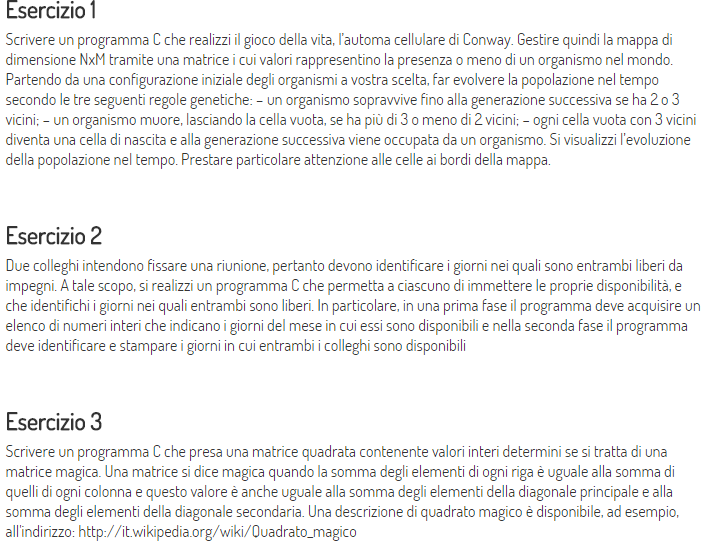 Esercizio 1
Scrivere un programma C che realizzi il gioco della vita, l'automa cellulare di Conway. Gestire quindi la mappa di
dimensione NxM tramite una matrice i cui valori rappresentino la presenza o meno di un organismo nel mondo.
Partendo da una configurazione iniziale degli organismi a vostra scelta, far evolvere la popolazione nel tempo
secondo le tre seguenti regole genetiche: – un organismo sopravvive fino alla generazione successiva se ha 2 o 3
vicini; – un organismo muore, lasciando la cella vuota, se ha più di 3 o meno di 2 vicini; – ogni cella vuota con 3 vicini
diventa una cella di nascita e alla generazione successiva viene occupata da un organismo. Si visualizzi l'evoluzione
della popolazione nel tempo. Prestare particolare attenzione alle celle ai bordi della mappa.
Esercizio 2
Due colleghi intendono fissare una riunione, pertanto devono identificare i giorni nei quali sono entrambi liberi da
impegni. A tale scopo, si realizzi un programma C che permetta a ciascuno di immettere le proprie disponibilità, e
che identifichi i giorni nei quali entrambi sono liberi. In particolare, in una prima fase il programma deve acquisire un
elenco di numeri interi che indicano i giorni del mese in cui essi sono disponibili e nella seconda fase il programma
deve identificare e stampare i giorni in cui entrambi i colleghi sono disponibili
Esercizio 3
Scrivere un programma C che presa una matrice quadrata contenente valori interi determini se si tratta di una
matrice magica. Una matrice si dice magica quando la somma degli elementi di ogni riga è uguale alla somma di
quelli di ogni colonna e questo valore è anche uguale alla somma degli elementi della diagonale principale e alla
somma degli elementi della diagonale secondaria. Una descrizione di quadrato magico è disponibile, ad esempio,
all'indirizzo: http://it.wikipedia.org/wiki/Quadrato_magico